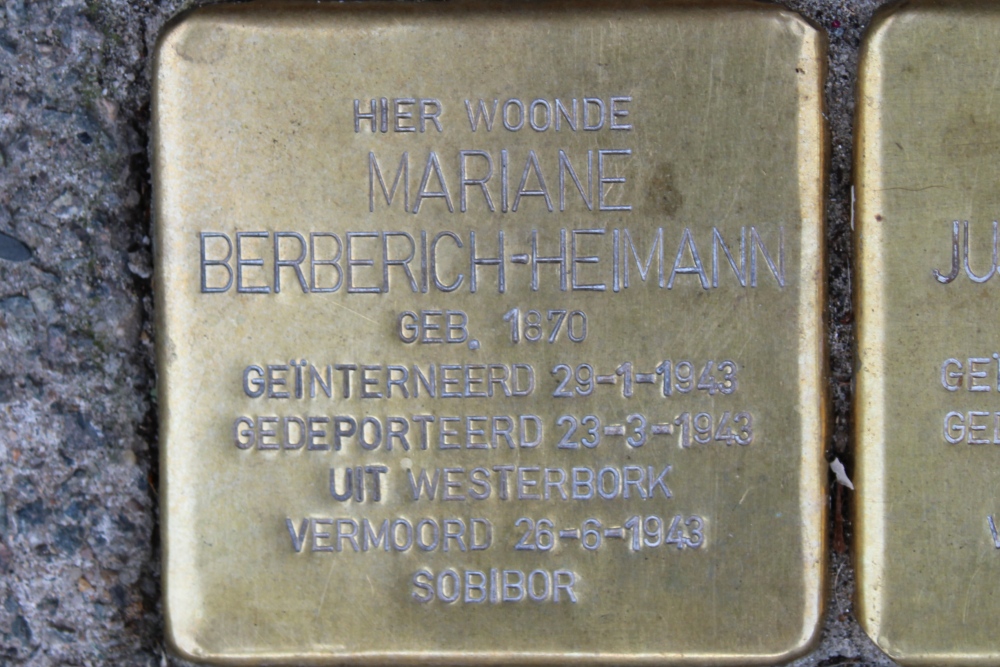 HIER WOONDE
MARIANE
BERBERICH-HEIMANN
GEB. 1870
GEÏNTERNEERD 29-1-1943
GEDEPORTEERD 23-3-1943
UIT WESTERBORK
VERMOORD 26-6-1943
SOBIBOR